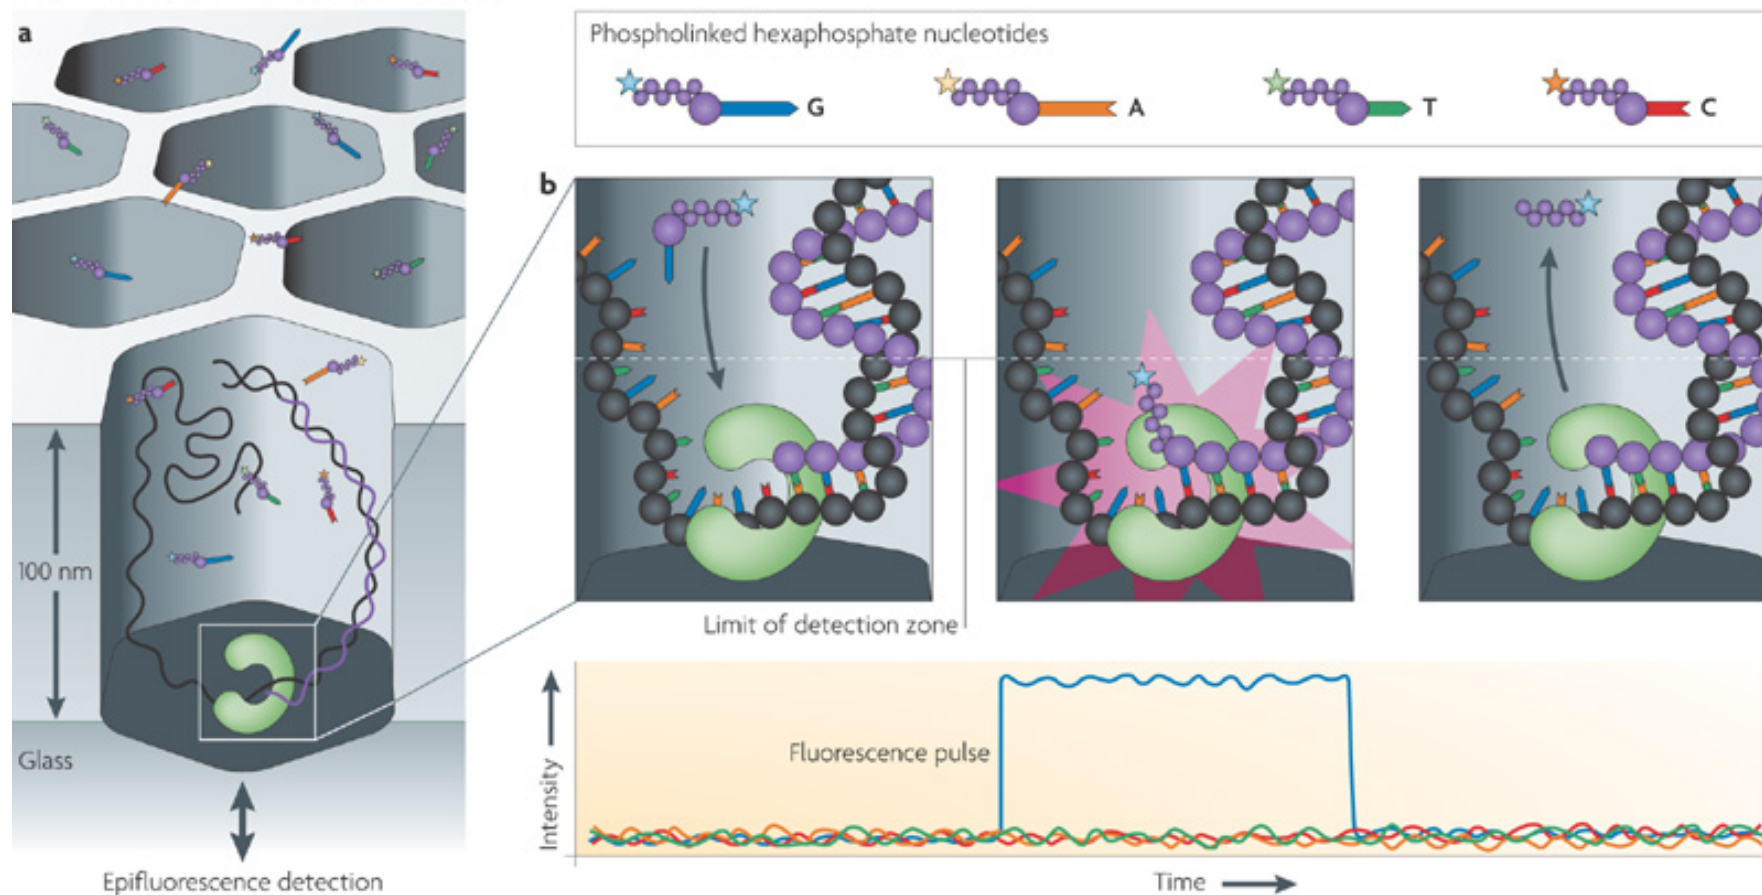 a
Phospholinked hexaphosphate nucleotides
G
A
T
C
b
100 nm
Glass
Epifluorescence detection
Limit of detection zone
Fluorescence pulse
Intensity
Time